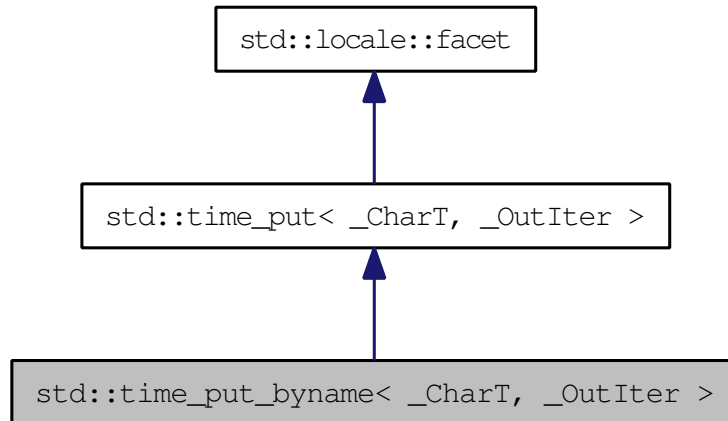 std::locale::facet
std::time_put< _CharT, _OutIter >
std::time_put_byname< _CharT, _OutIter >